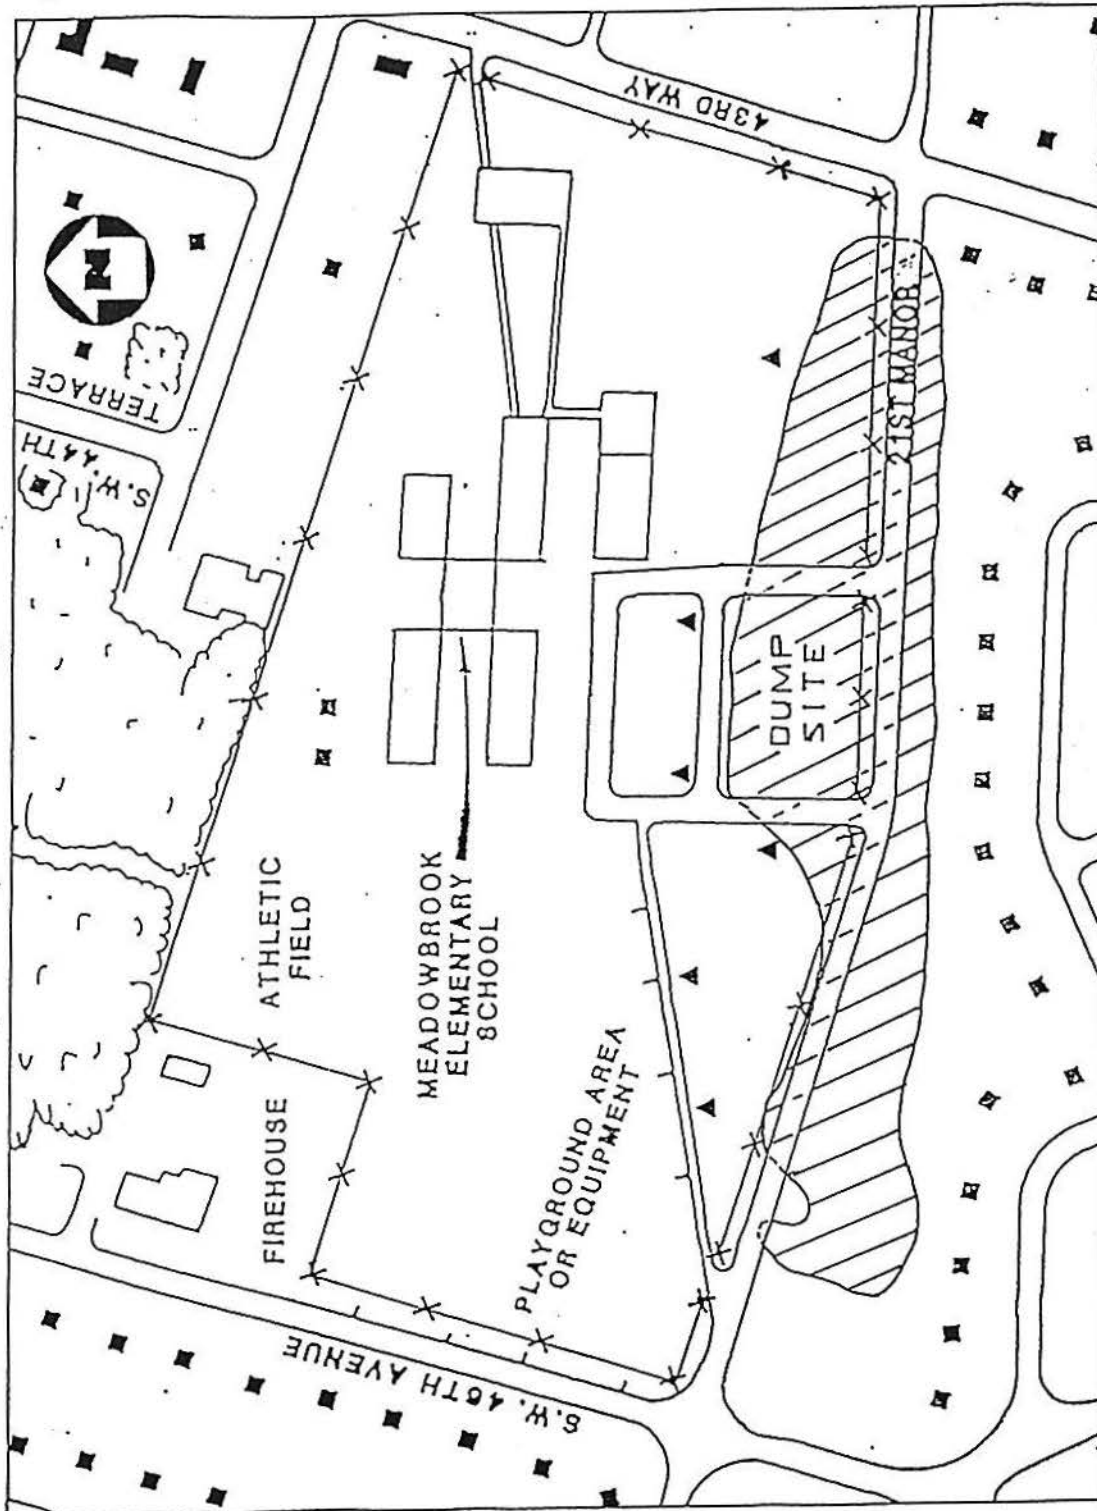 43RD WAY
N
TERRACE
S.W. 44TH
21ST MANOR
DUMP
SITE
ATHLETIC
FIELD
MEADOWBROOK
ELEMENTARY
SCHOOL
FIREHOUSE
PLAYGROUND AREA
OR EQUIPMENT
S.W. 46TH AVENUE